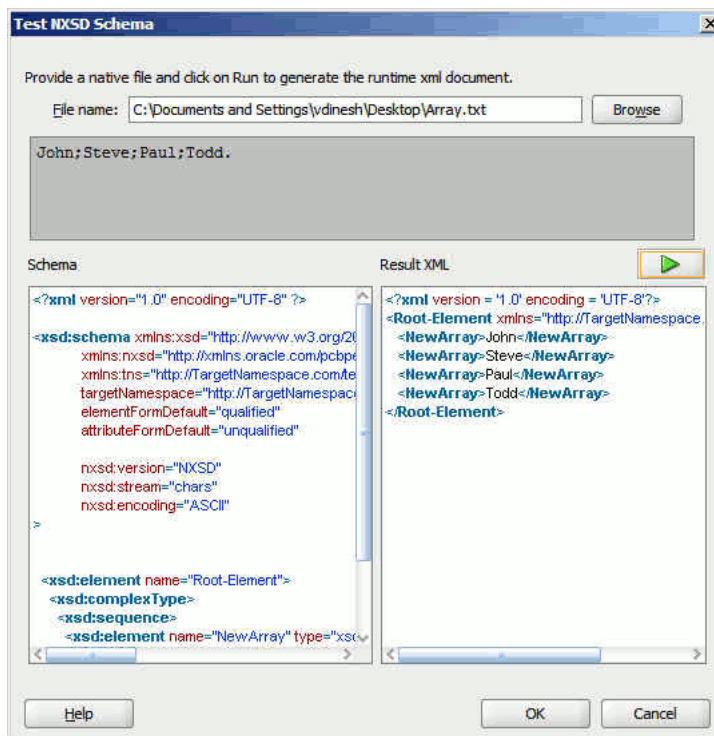 Test NXSD Schema
Provide a native file and click on Run to generate the runtime xml document.
File name: C:\Documents and Settings\vdinesh\Desktop\Array.txt Browse
John;Steve;Paul;Todd.
Schema
<?xml version="1.0" encoding="UTF-8" ?>
<xsd:schema xmlns:xsd="http://www.w3.org/20
xmlns:nxsd="http://xmlns.oracle.com/pcbpe
xmlns:tns="http://TargetNamespace.com/te
targetNamespace="http://TargetNamespac
elementFormDefault="qualified"
attributeFormDefault="unqualified"
nxsd:version="NXSD"
nxsd:stream="chars"
nxsd:encoding="ASCII"
>
<xsd:element name="Root-Element">
<xsd:complexType>
<xsd:sequence>
<xsd:element name="NewArray" type="xsd
Result XML
<?xml version = '1.0' encoding = 'UTF-8'?>
<Root-Element xmlns="http://TargetNamespace.
<NewArray>John</NewArray>
<NewArray>Steve</NewArray>
<NewArray>Paul</NewArray>
<NewArray>Todd</NewArray>
</Root-Element>
Help OK Cancel